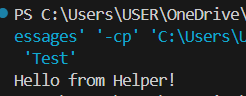 PS C:\Users\USER\OneDrive\
essages' '-cp' 'C:\Users\U
'Test'
Hello from Helper!